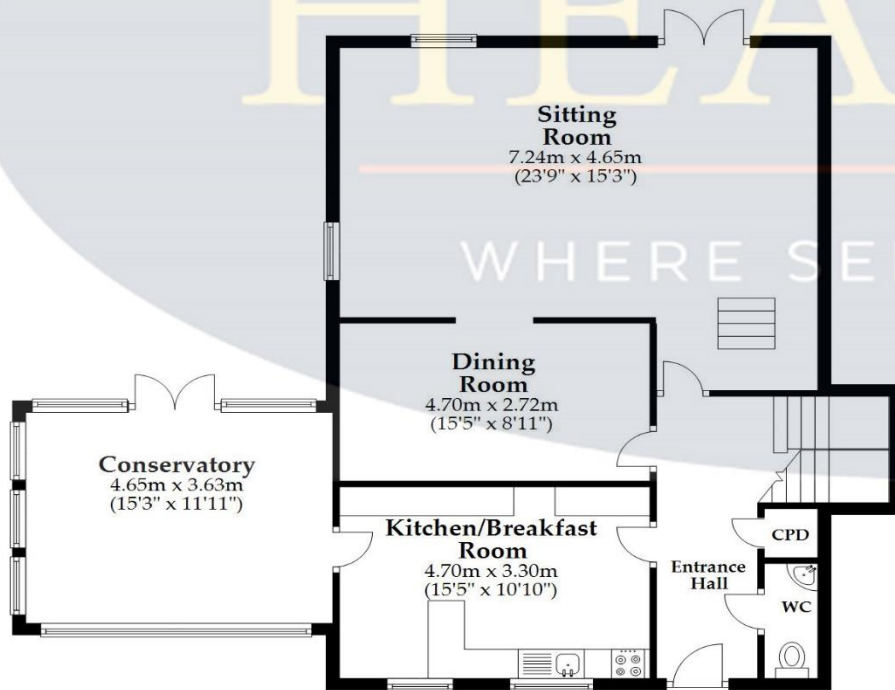 HEA
Sitting
Room
7.24m x 4.65m
(23'9" x 15'3")
WHERE SE
Dining
Room
4.70m x 2.72m
(15'5" x 8'11")
Conservatory
4.65m x 3.63m
(15'3" x 11'11")
Kitchen/Breakfast
Room
4.70m x 3.30m
(15'5" x 10'10")
Entrance
Hall
CPD
WC